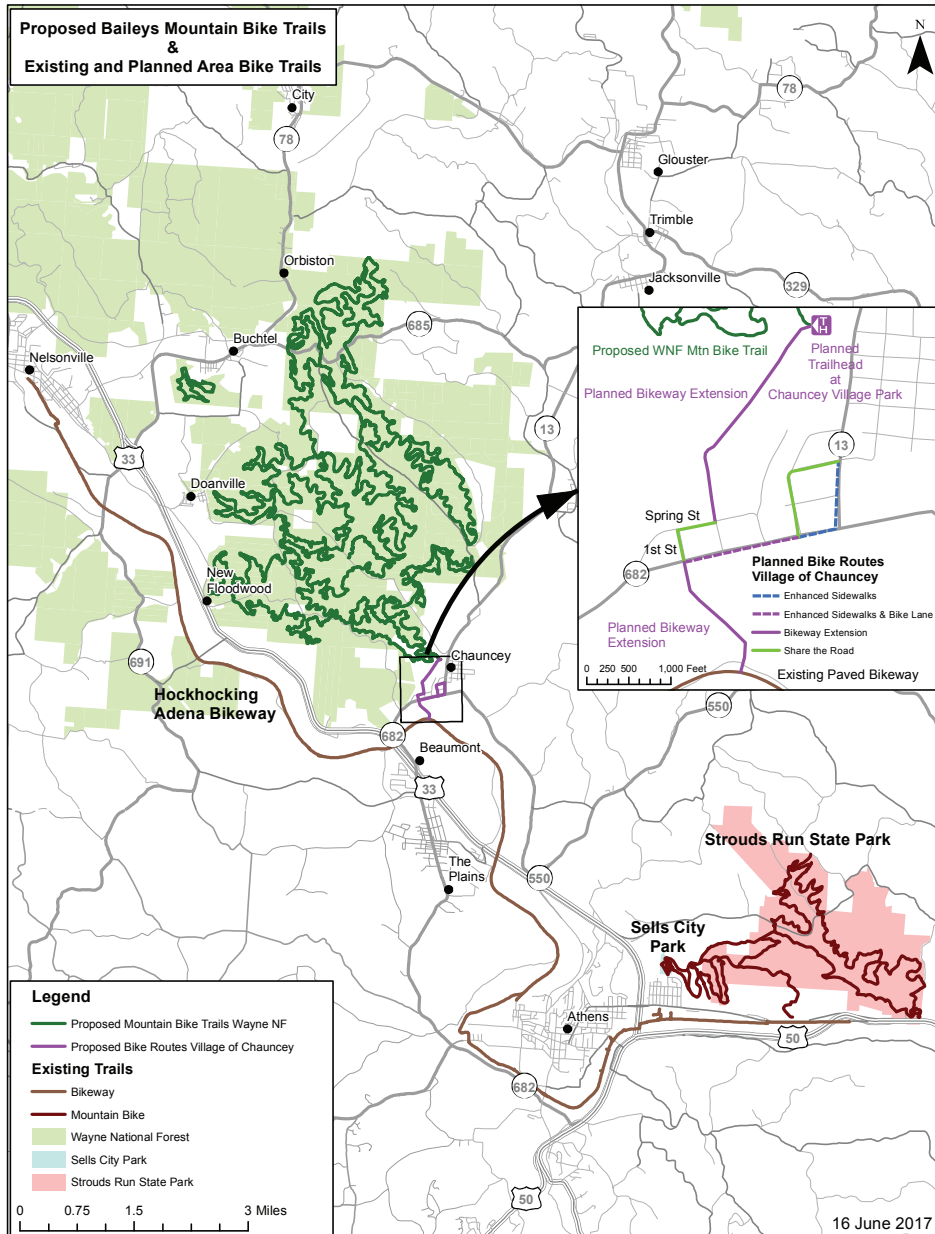 Proposed Baileys Mountain Bike Trails
&
Existing and Planned Area Bike Trails
N
City
78
78
Glouster
Trimble
Orbiston
Jacksonville
329
685
Buchtel
Nelsonville
13
33
Doanville
New
Floodwood
691
Hockhocking
Adena Bikeway
Chauncey
682
Beaumont
33
550
The
Plains
550
Strouds Run State Park
Sells City
Park
Athens
50
682
50
Proposed WNF Mtn Bike Trail
TH
Planned
Trailhead
at
Chauncey Village Park
Planned Bikeway Extension
13
Spring St
1st St
682
Planned Bikeway
Extension
Planned Bike Routes
Village of Chauncey
Enhanced Sidewalks
Enhanced Sidewalks & Bike Lane
Bikeway Extension
Share the Road
0 250 500 1,000 Feet
Existing Paved Bikeway
Legend
Proposed Mountain Bike Trails Wayne NF
Proposed Bike Routes Village of Chauncey
Existing Trails
Bikeway
Mountain Bike
Wayne National Forest
Sells City Park
Strouds Run State Park
0 0.75 1.5 3 Miles
16 June 2017